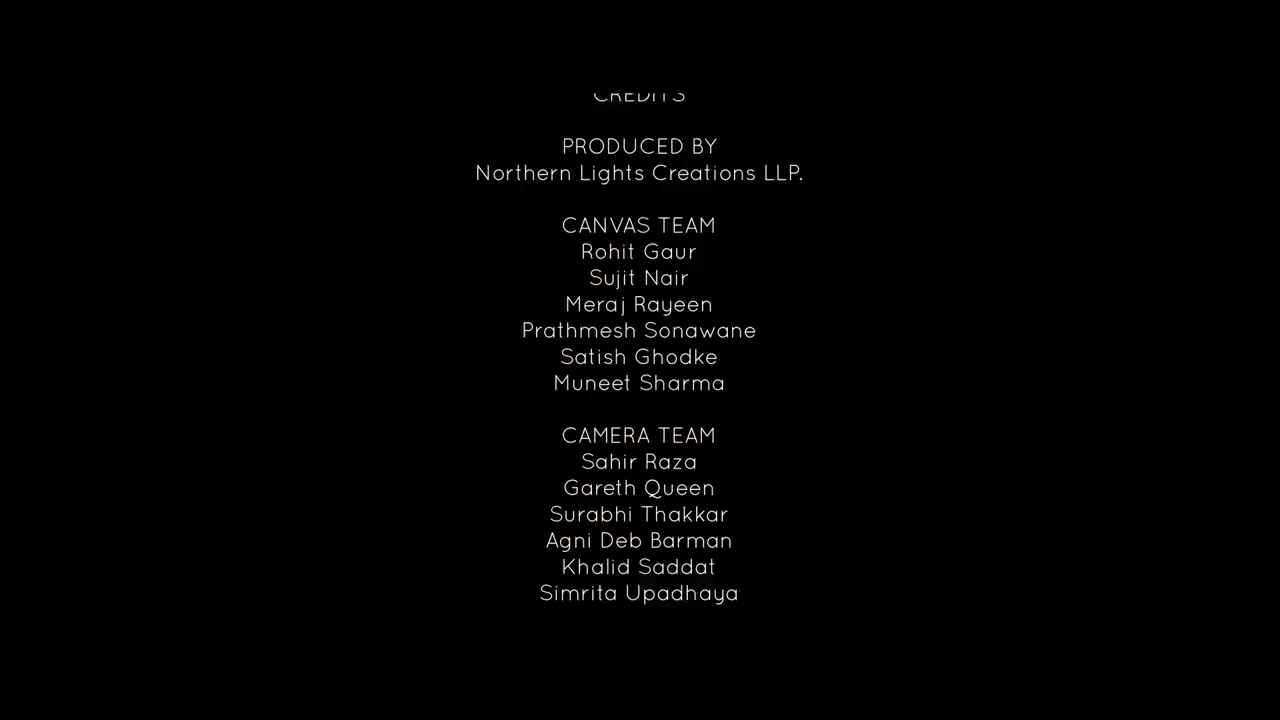 CREDITS
PRODUCED BY
Northern Lights Creations LLP.
CANVAS TEAM
Rohit Gaur
Sujit Nair
Meraj Rayeen
Prathmesh Sonawane
Satish Ghodke
Muneet Sharma
CAMERA TEAM
Sahir Raza
Gareth Queen
Surabhi Thakkar
Agni Deb Barman
Khalid Saddat
Simrita Upadhaya